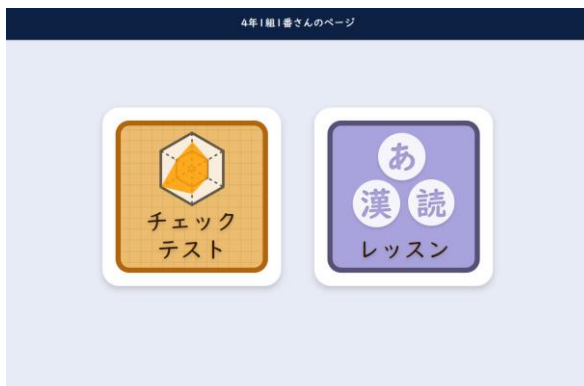 4年1組1番さんのページ
チェック
テスト
あ
漢 読
レッスン